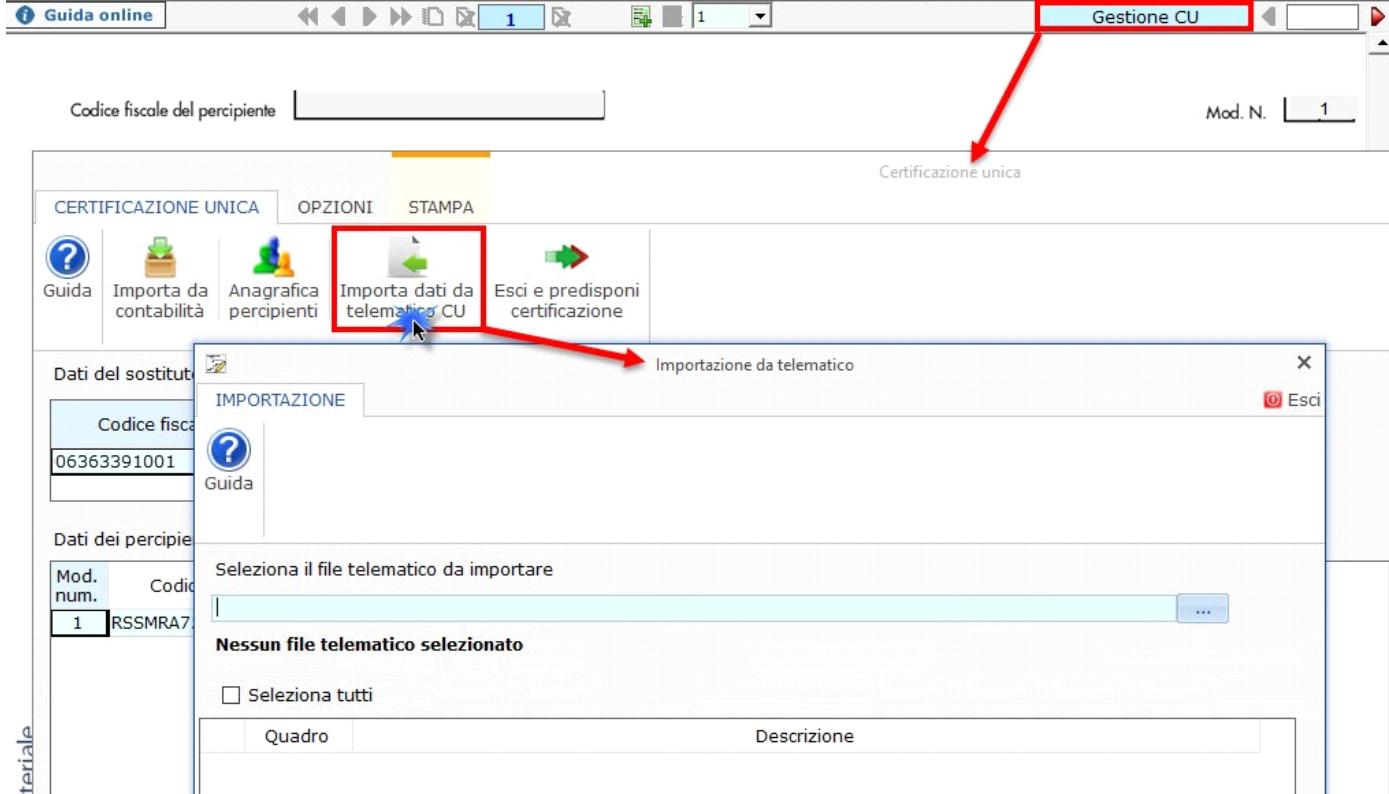 Guida online
1
1
Gestione CU
Codice fiscale del percipiente
Mod. N. 1
Certificazione unica
CERTIFICAZIONE UNICA OPZIONI STAMPA
Guida
Importa da contabilità
Anagrafica percipienti
Importa dati da telematico CU
Esci e predisponi certificazione
Dati del sostitut
Importazione da telematico
IMPORTAZIONE
Esci
Codice fisca
06363391001
Guida
Dati dei percipie
Mod. num.
Codic
1 RSSMRA7
Seleziona il file telematico da importare
...
Nessun file telematico selezionato
Seleziona tutti
Quadro Descrizione
teriale